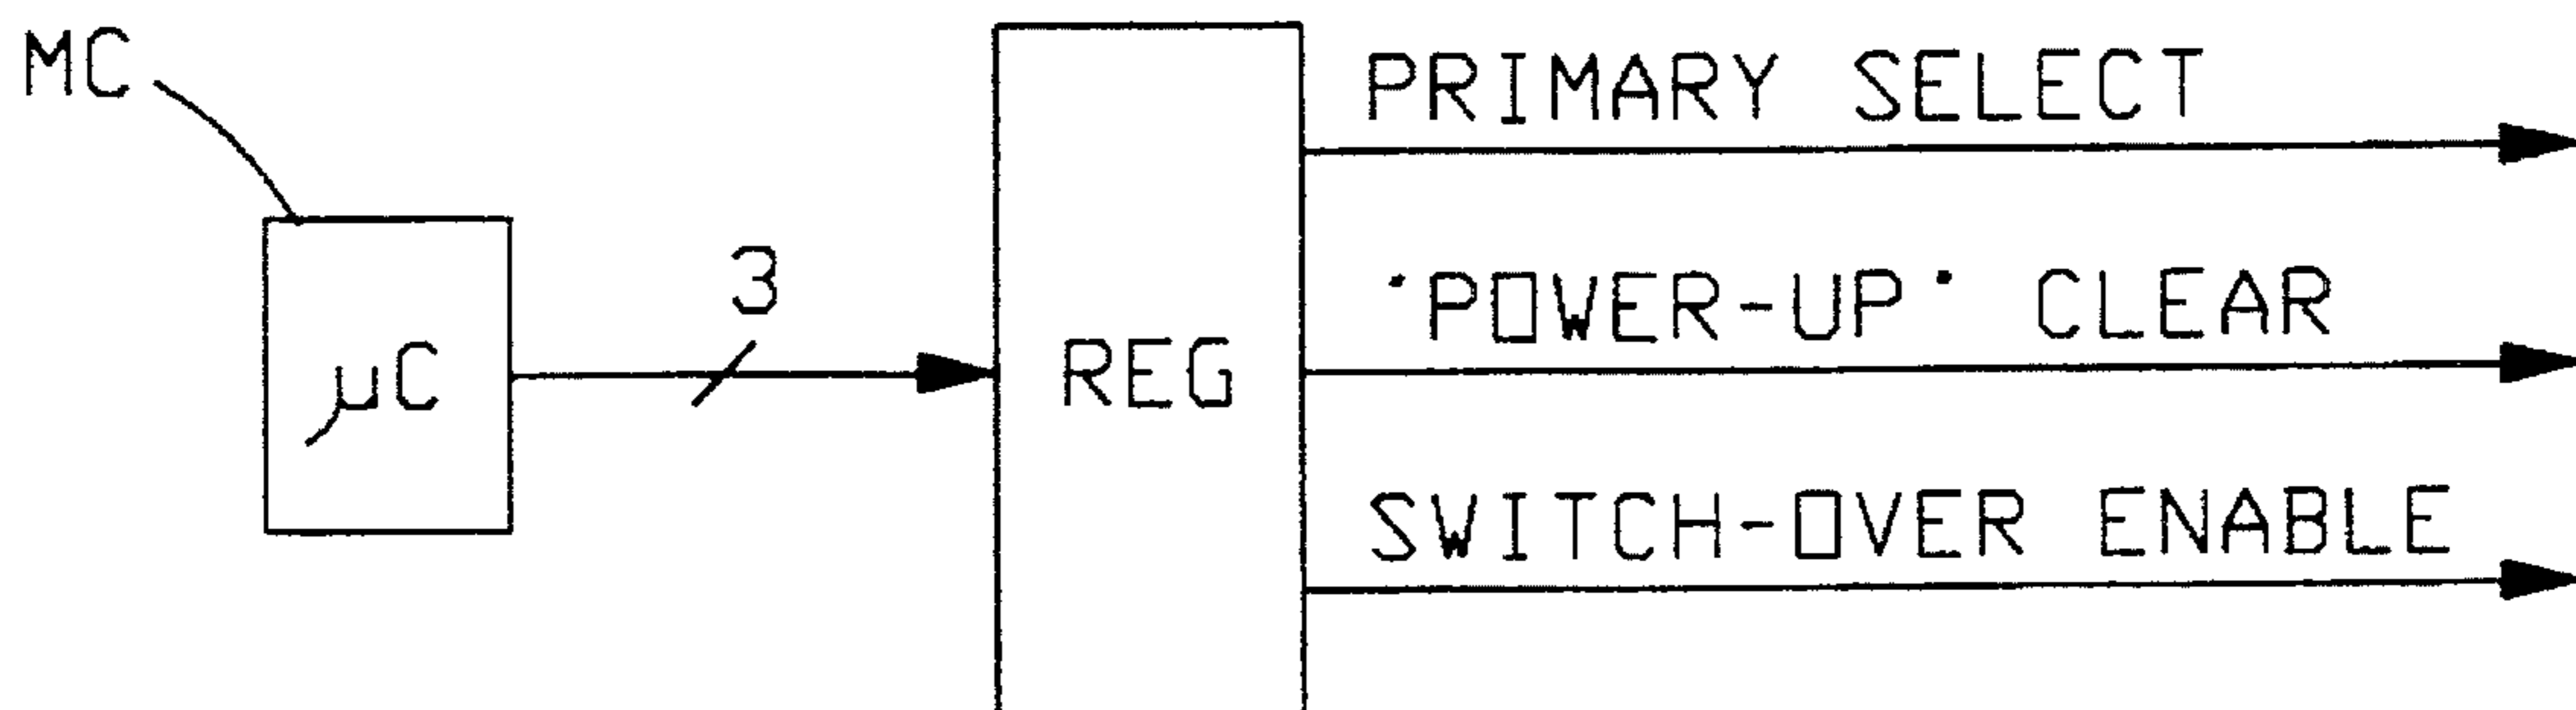 MC
PRIMARY SELECT
3
'POWER-UP' CLEAR
µC
REG
SWITCH-OVER ENABLE